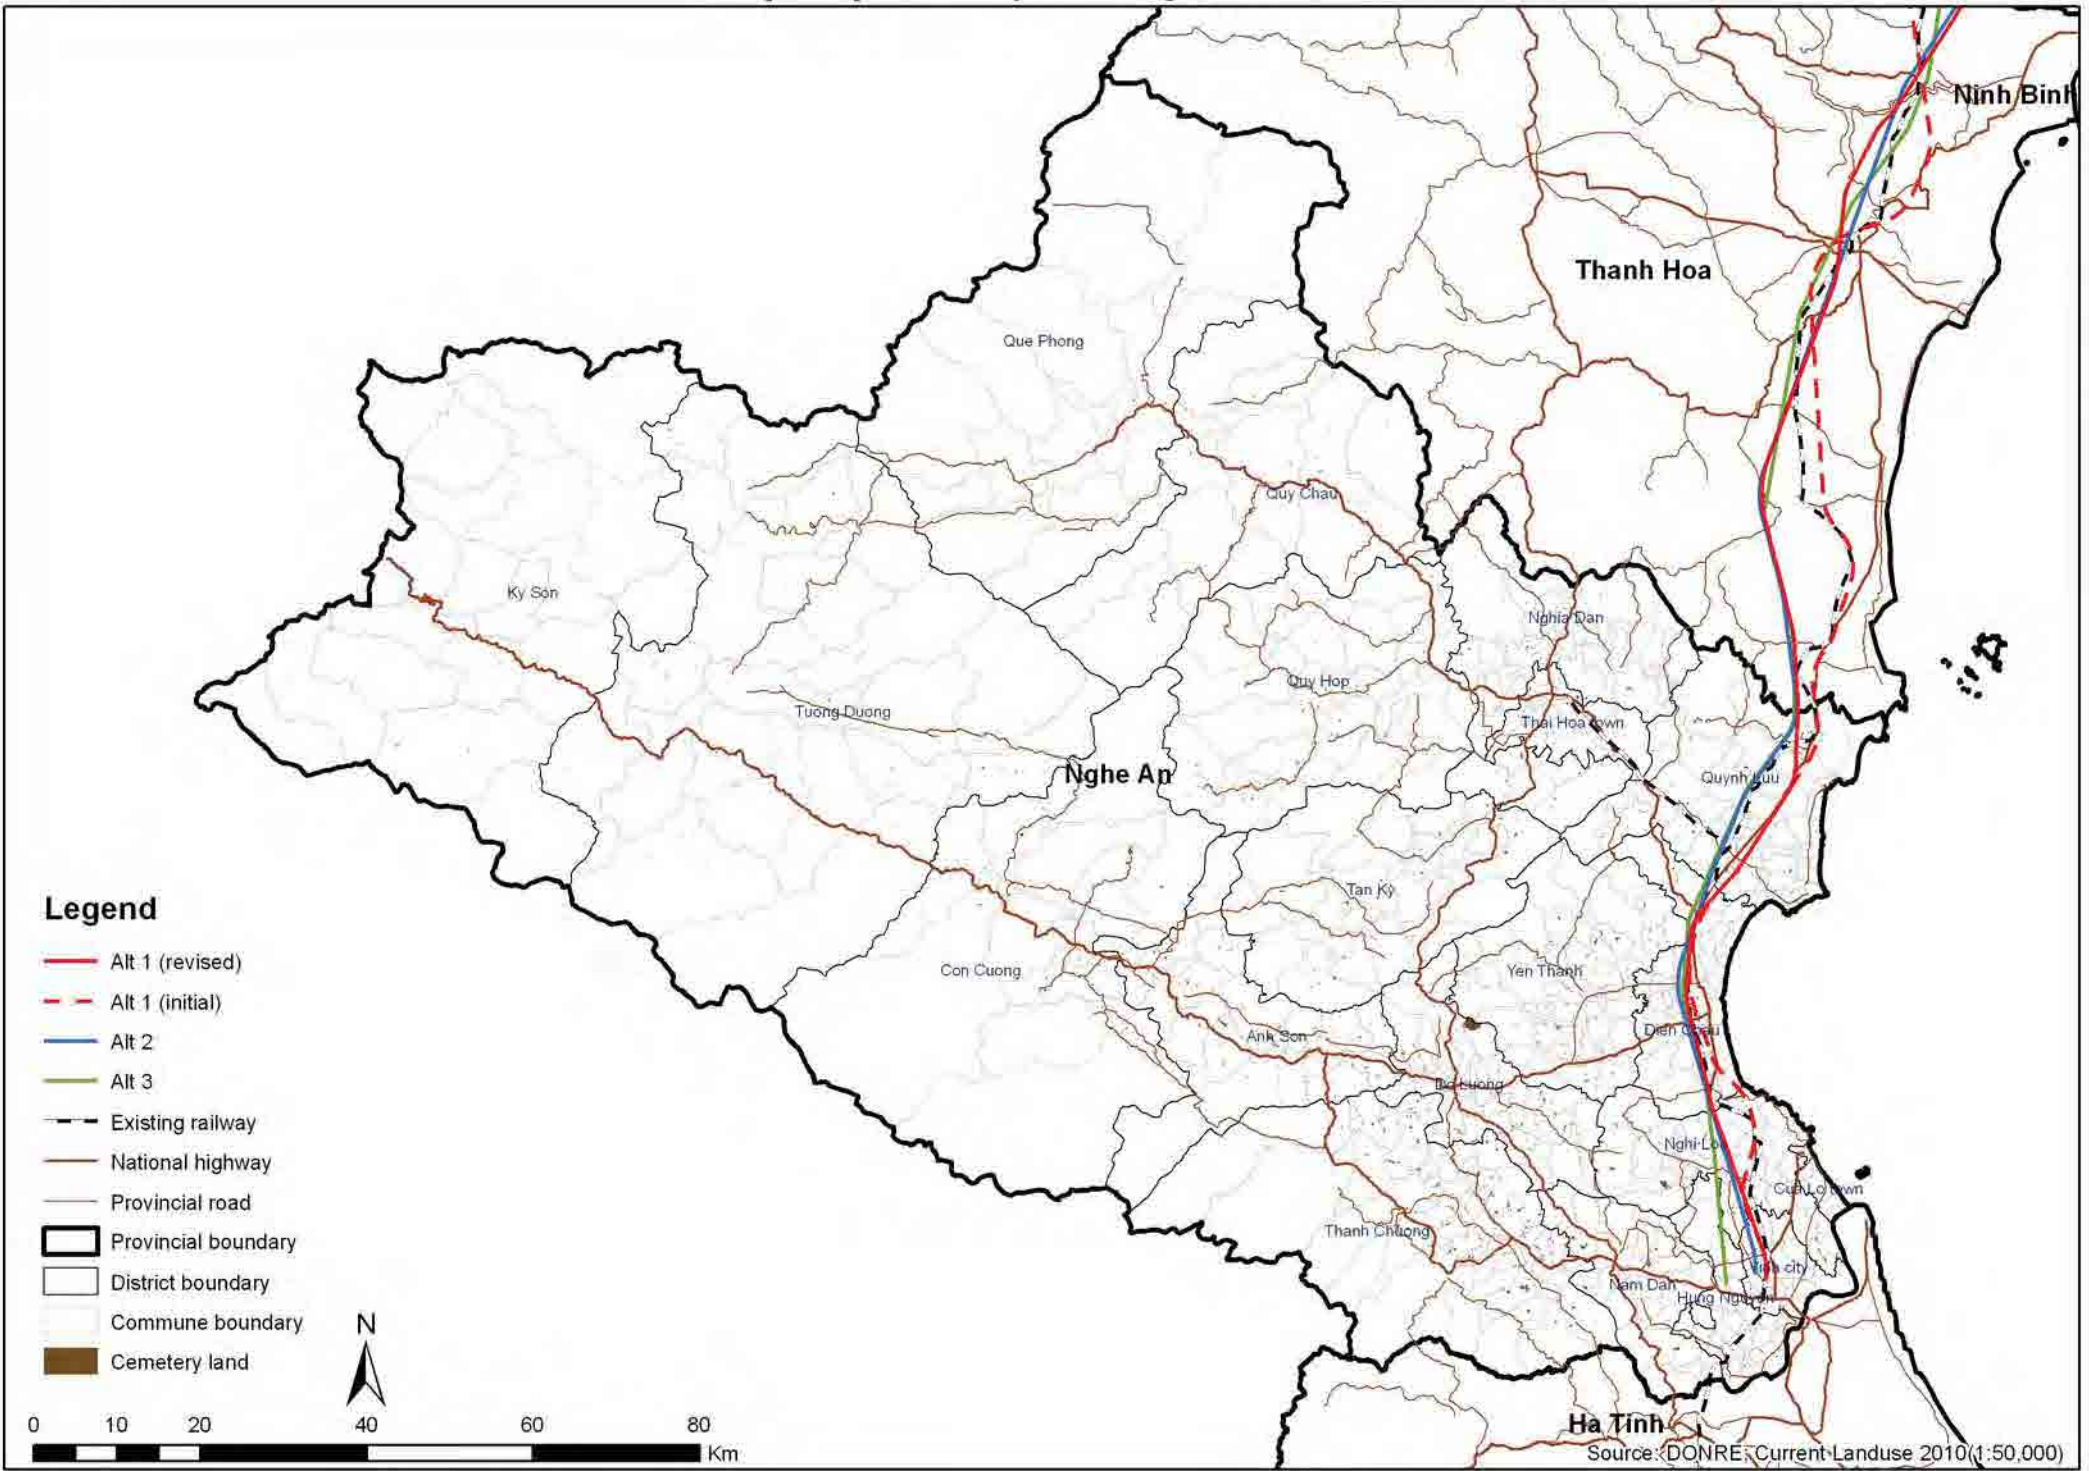 Ninh Binh
Thanh Hoa
Que Phong
Quy Chau
Ky Son
Nghia Dan
Quy Hop
Tuong Duong
Thai Hoa town
Nghe An
Quynh Luu
Tan Ky
Con Cuong
Yen Thanh
Anh Son
Dien Chau
Do Luong
Nghi Lo
Cua Lo town
Thanh Chuong
Vinh city
Nam Dan
Hung Nguyen
Ha Tinh
Legend
Alt 1 (revised)
Alt 1 (initial)
Alt 2
Alt 3
Existing railway
National highway
Provincial road
Provincial boundary
District boundary
Commune boundary
Cemetery land
N
0 10 20 40 60 80
Km
Source: DONRE, Current Landuse 2010(1:50,000)